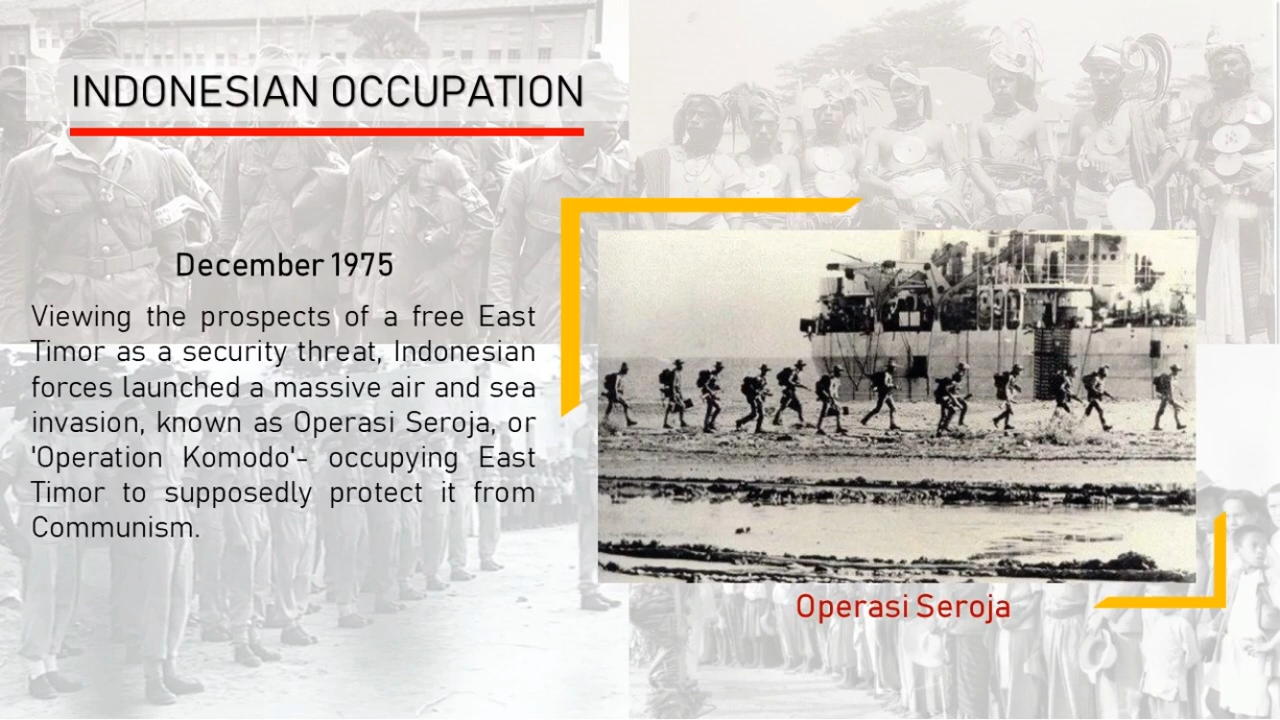 INDONESIAN OCCUPATION
December 1975
Viewing the prospects of a free East
Timor as a security threat, Indonesian
forces launched a massive air and sea
invasion, known as Operasi Seroja, or
'Operation Komodo'- occupying East
Timor to supposedly protect it from
Communism.
Operasi Seroja